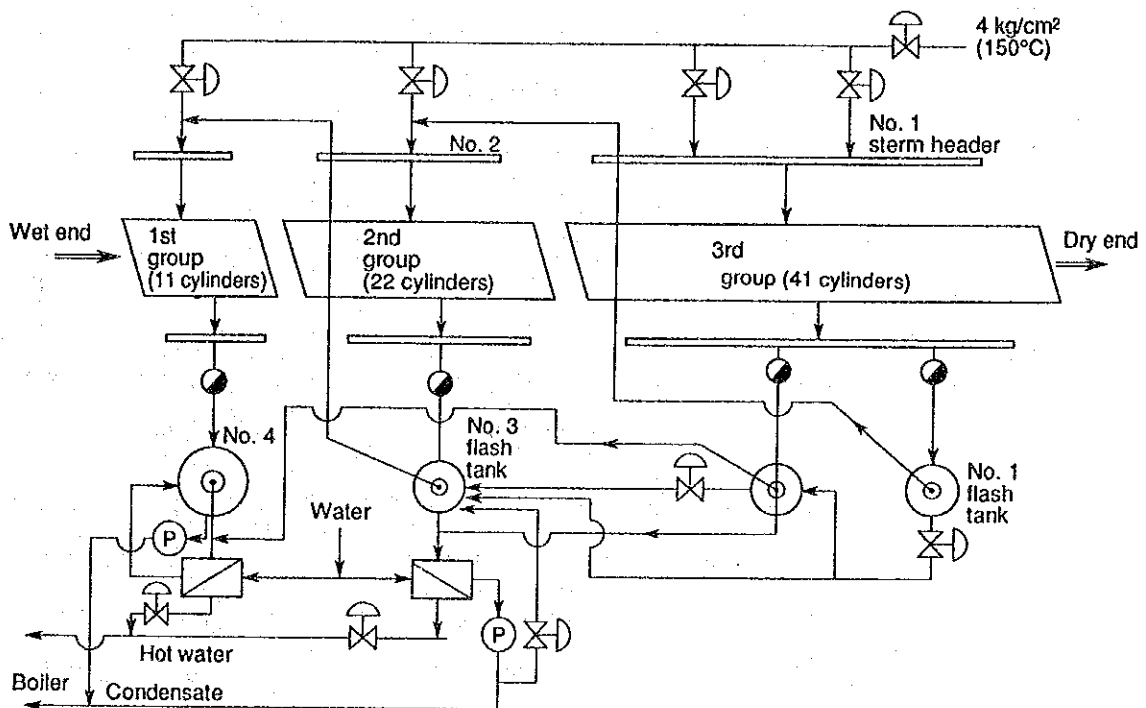 4 kg/cm²
(150°C)
No. 1
sterm header
No. 2
Wet end
1st
group
(11 cylinders)
2nd
group
(22 cylinders)
3rd
group (41 cylinders)
Dry end
No. 4
No. 3
flash
tank
No. 1
flash
tank
Water
P
P
Hot water
Boiler
Condensate